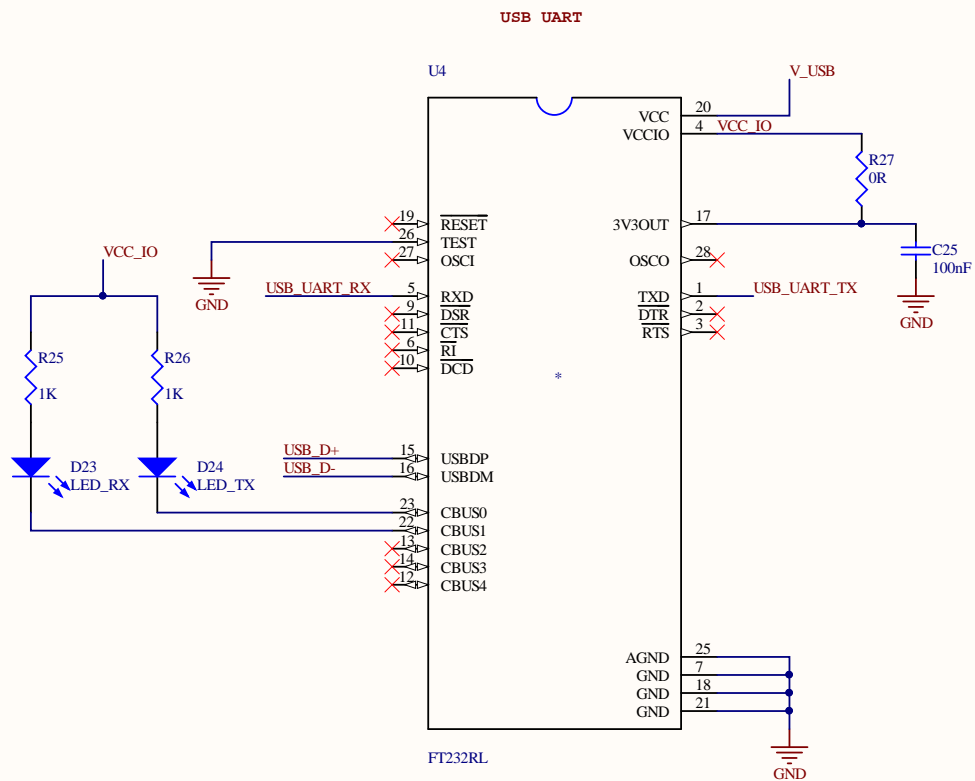 USB UART
U4
V_USB
VCC 20
VCCIO 4 VCC_IO
R27
0R
19 RESET
3V3OUT 17
26 TEST
27 OSCI
OSCO 28
C25
100nF
GND
VCC_IO
GND
USB_UART_RX 5 RXD
TXD 1 USB_UART_TX
9 DSR
DTR 2
11 CTS
RTS 3
6 RI
10 DCD
*
R25
1K
R26
1K
USB_D+ 15 USBDP
USB_D- 16 USBDM
D23
LED_RX
D24
LED_TX
23 CBUS0
22 CBUS1
13 CBUS2
14 CBUS3
12 CBUS4
AGND 25
GND 7
GND 18
GND 21
FT232RL
GND